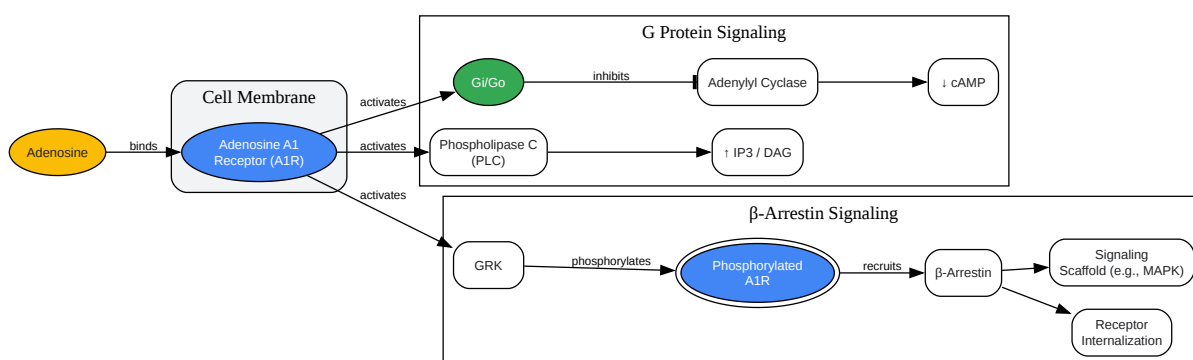 G Protein Signaling
Gi/Go
inhibits
Adenylyl Cyclase
↓ cAMP
Cell Membrane
activates
Adenosine
binds
Adenosine A1
Receptor (A1R)
activates
Phospholipase C
(PLC)
↑ IP3 / DAG
activates
β-Arrestin Signaling
GRK
phosphorylates
Phosphorylated
A1R
recruits
β-Arrestin
Signaling
Scaffold (e.g., MAPK)
Receptor
Internalization